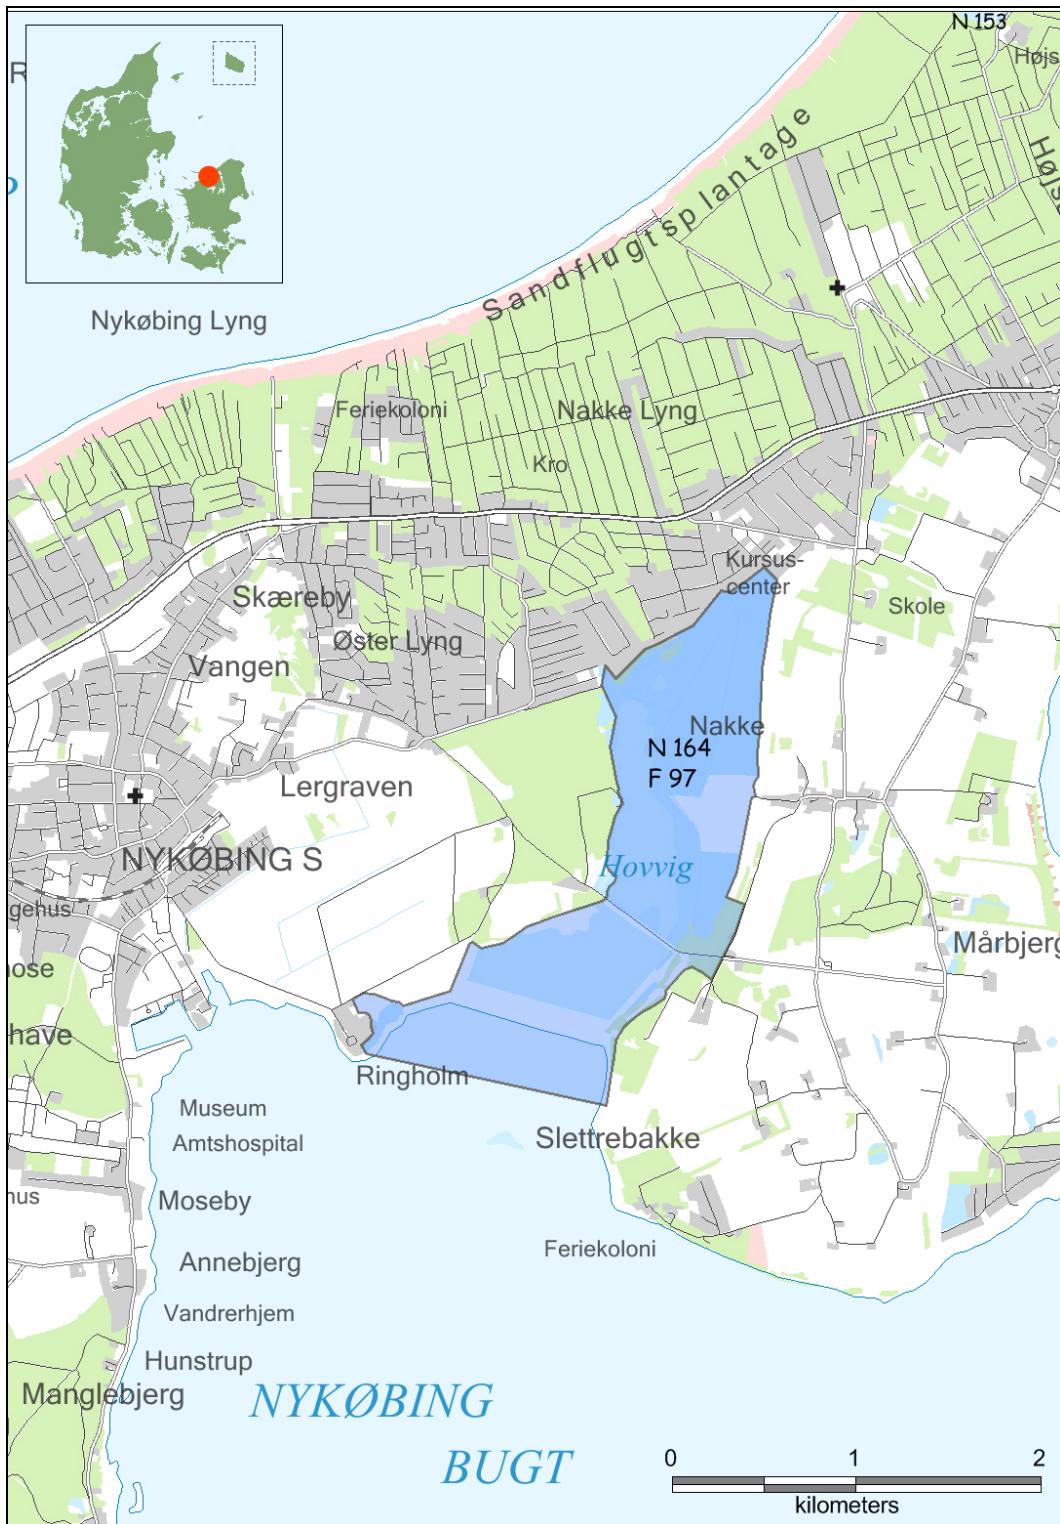 N 153
Højs
R
Sandflugtsplantage
Nykøbing Lyng
Feriekoloni
Nakke Lyng
Kro
Kursus-
center
Skæreby
Skole
Øster Lyng
Vangen
Nakke
N 164
F 97
Lergraven
NYKØBING S
Hovvig
gehus
Mårbjerg
ose
have
Ringholm
Museum
Slettrebakke
Amtshospital
hus
Moseby
Feriekoloni
Annebjerg
Vandrerhjem
Hunstrup
Manglebjerg
NYKØBING
BUGT
0 1 2
kilometers